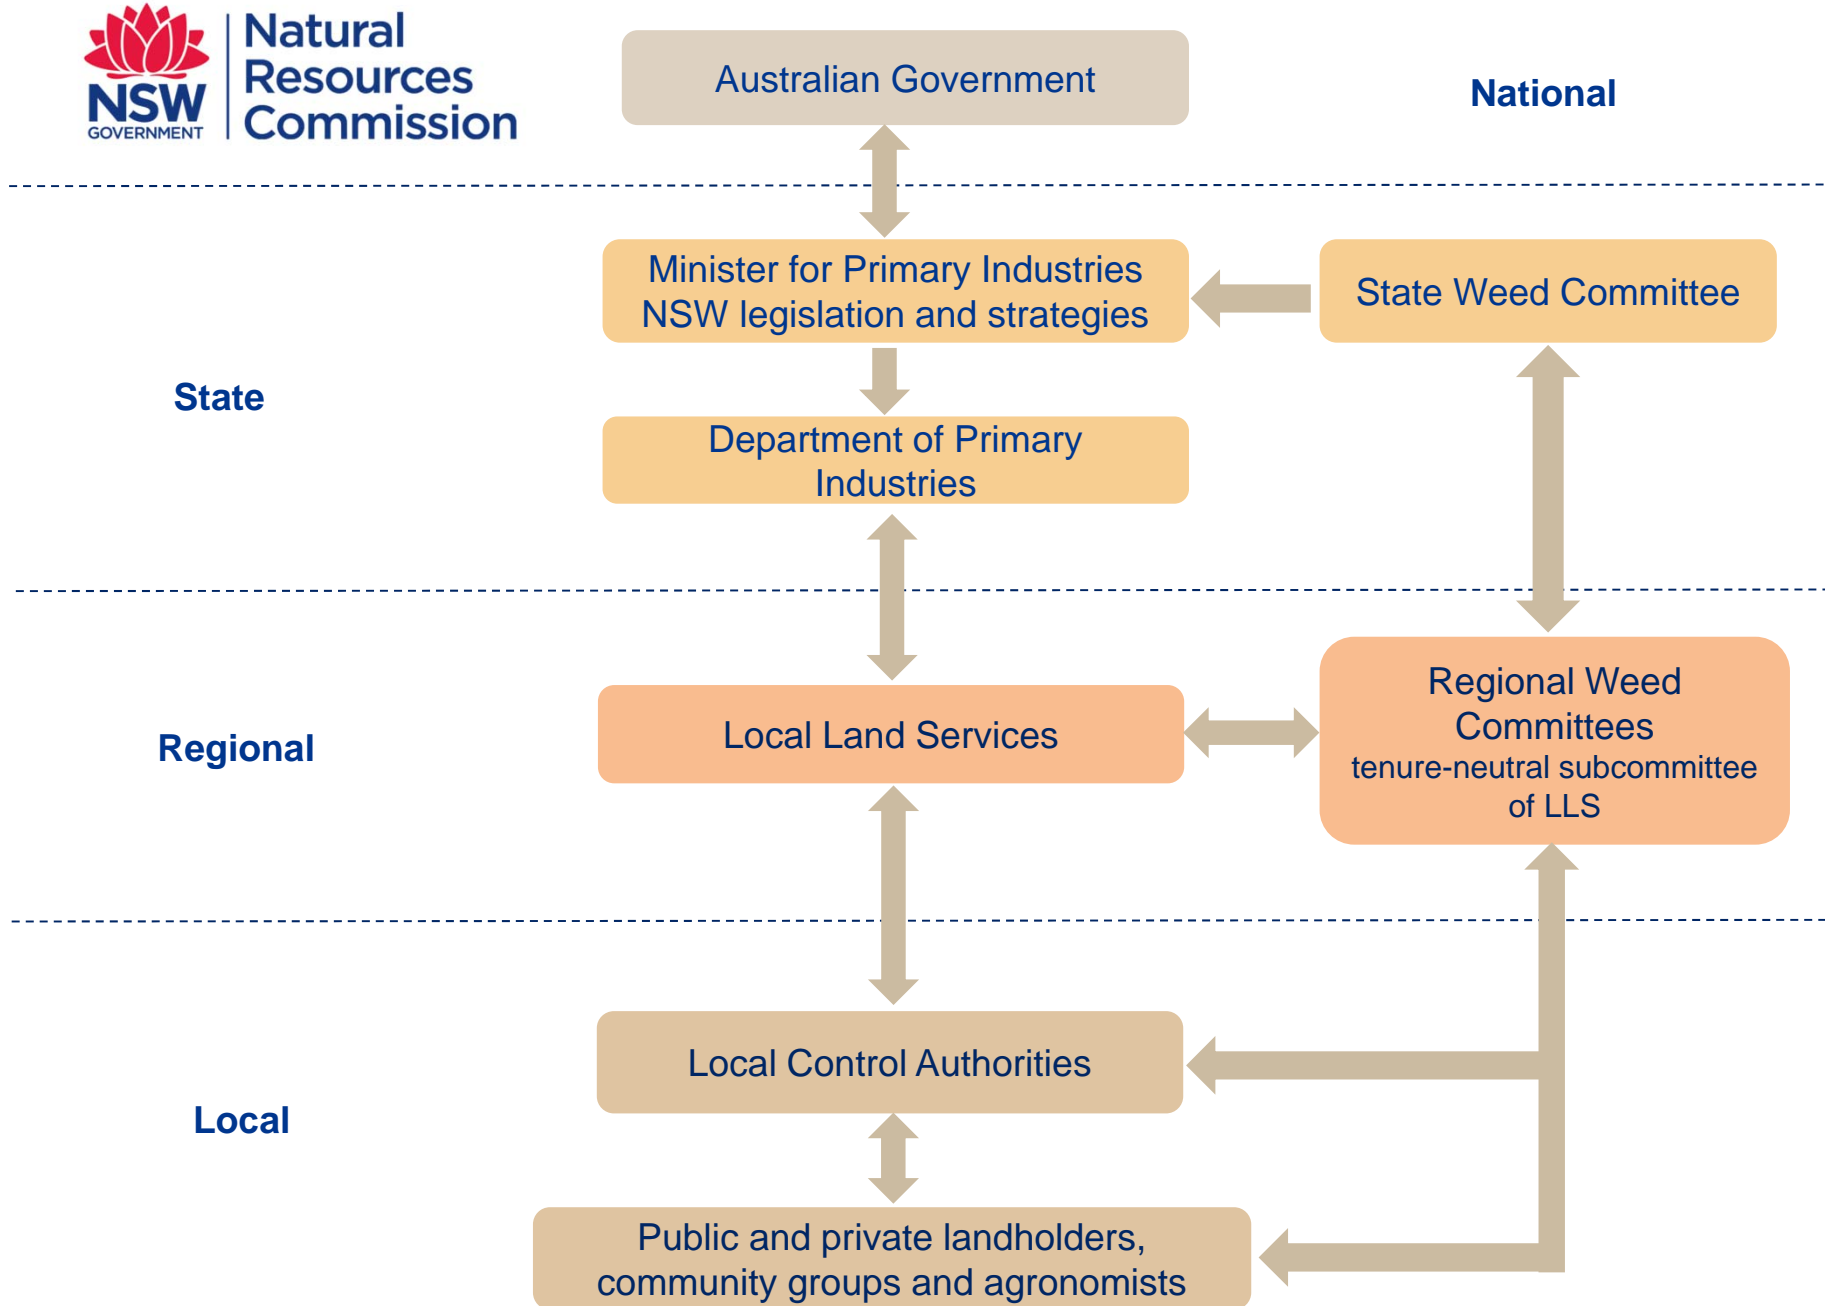 Natural
Resources
Commission
NSW
GOVERNMENT
Australian Government
National
Minister for Primary Industries
NSW legislation and strategies
State Weed Committee
State
Department of Primary
Industries
Regional
Local Land Services
Regional Weed
Committees
tenure-neutral subcommittee
of LLS
Local Control Authorities
Local
Public and private landholders,
community groups and agronomists